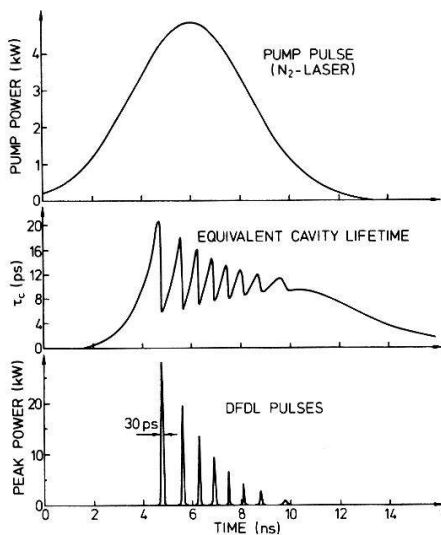 PUMP POWER (kW)
4
2
0
PUMP PULSE
(N₂-LASER)
τc (ps)
20
16
12
8
4
0
EQUIVALENT CAVITY LIFETIME
PEAK POWER (kW)
20
10
0
30 ps
DFDL PULSES
0 2 4 6 8 10 12 14
TIME (ns)